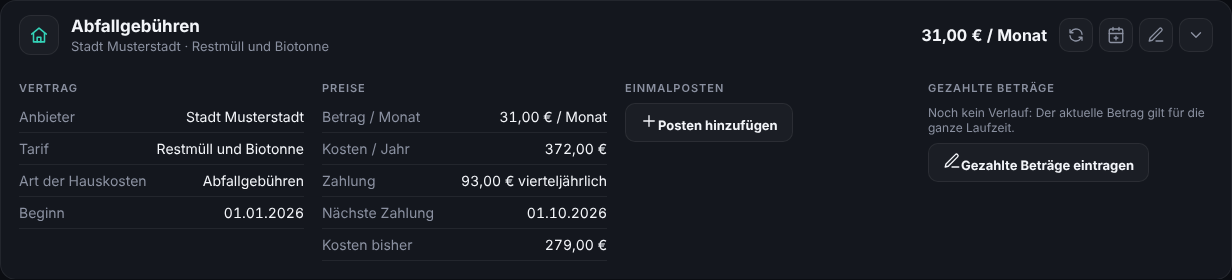 Abfallgebühren
Stadt Musterstadt · Restmüll und Biotonne
31,00 € / Monat
VERTRAG
Anbieter Stadt Musterstadt
Tarif Restmüll und Biotonne
Art der Hauskosten Abfallgebühren
Beginn 01.01.2026
PREISE
Betrag / Monat 31,00 € / Monat
Kosten / Jahr 372,00 €
Zahlung 93,00 € vierteljährlich
Nächste Zahlung 01.10.2026
Kosten bisher 279,00 €
EINMALPOSTEN
Posten hinzufügen
GEZAHLTE BETRÄGE
Noch kein Verlauf: Der aktuelle Betrag gilt für die
ganze Laufzeit.
Gezahlte Beträge eintragen